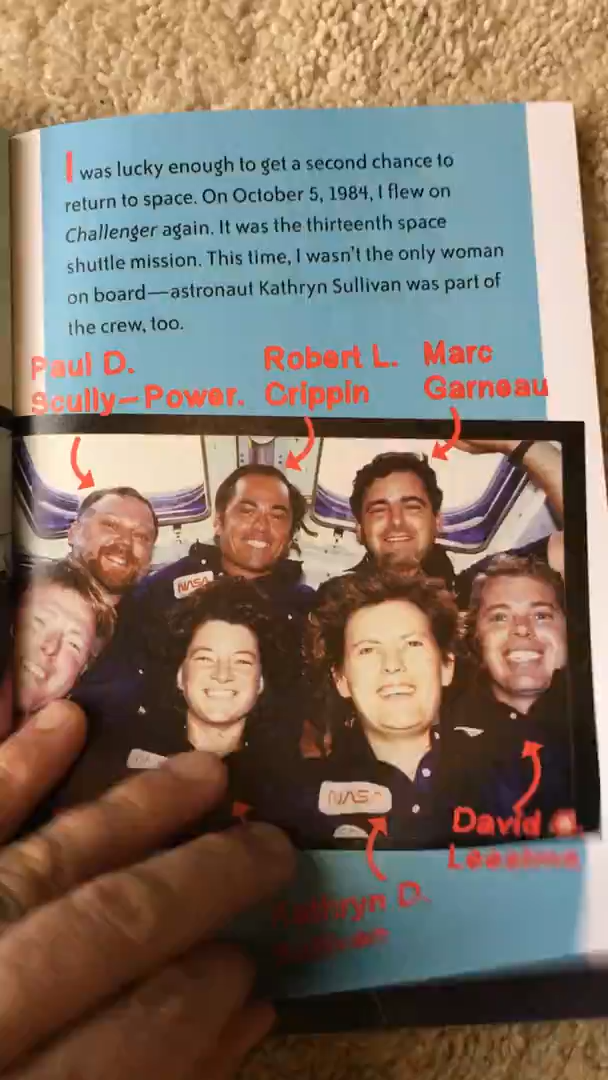 I was lucky enough to get a second chance to
return to space. On October 5, 1984, I flew on
Challenger again. It was the thirteenth space
shuttle mission. This time, I wasn't the only woman
on board—astronaut Kathryn Sullivan was part of
the crew, too.
Paul D.
Scully-Power.
Robert L.
Crippin
Marc
Garneau
NASA
NASA
David
Kathryn D.
Sullivan